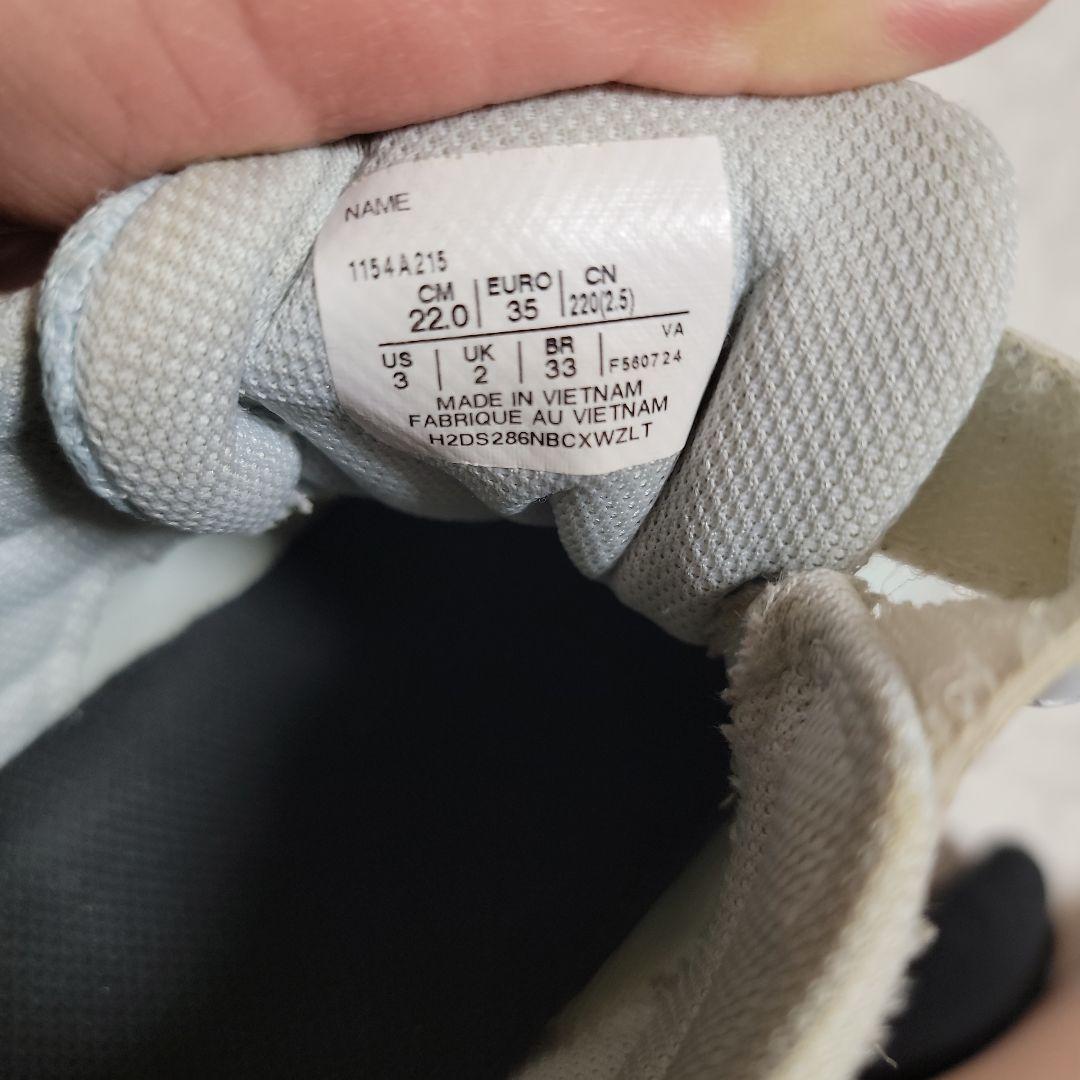 NAME
1154A215
CM EURO CN
22.0 35 220(2.5)
VA
US UK BR
3 2 33 F560724
MADE IN VIETNAM
FABRIQUE AU VIETNAM
H2DS286NBCXWZLT